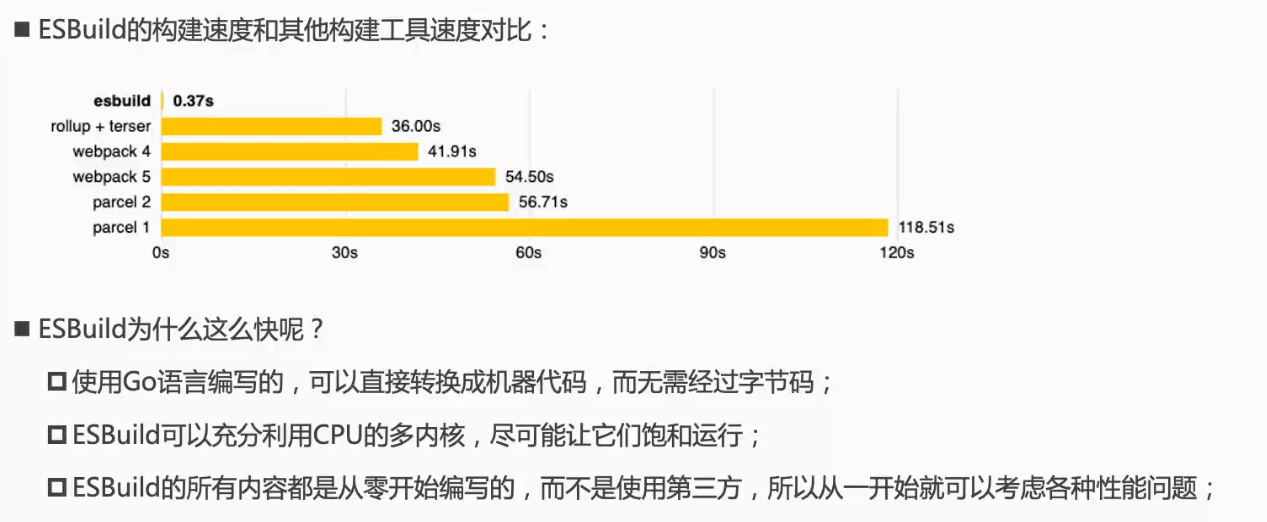 ■ ESBuild的构建速度和其他构建工具速度对比：
esbuild 0.37s
rollup + terser 36.00s
webpack 4 41.91s
webpack 5 54.50s
parcel 2 56.71s
parcel 1 118.51s
0s 30s 60s 90s 120s
■ ESBuild为什么这么快呢？
使用Go语言编写的，可以直接转换成机器代码，而无需经过字节码；
ESBuild可以充分利用CPU的多内核，尽可能让它们饱和运行；
ESBuild的所有内容都是从零开始编写的，而不是使用第三方，所以从一开始就可以考虑各种性能问题；